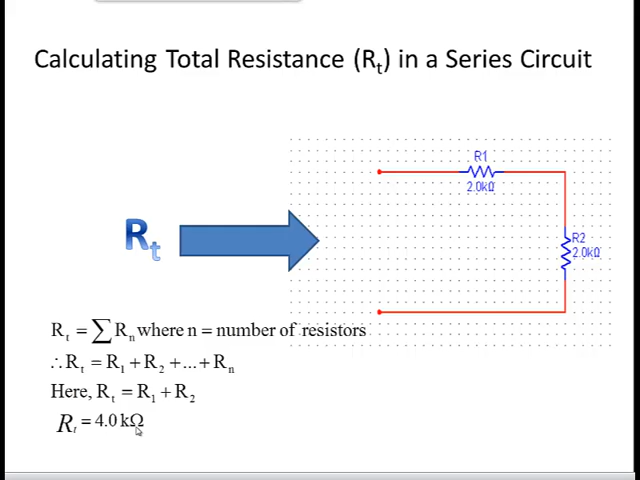 Calculating Total Resistance (Rt) in a Series Circuit
R1
2.0kΩ
Rt
R2
2.0kΩ
Rt = ∑Rn where n = number of resistors
∴Rt = R1 + R2 +...+ Rn
Here, Rt = R1 + R2
Rt = 4.0 kΩ